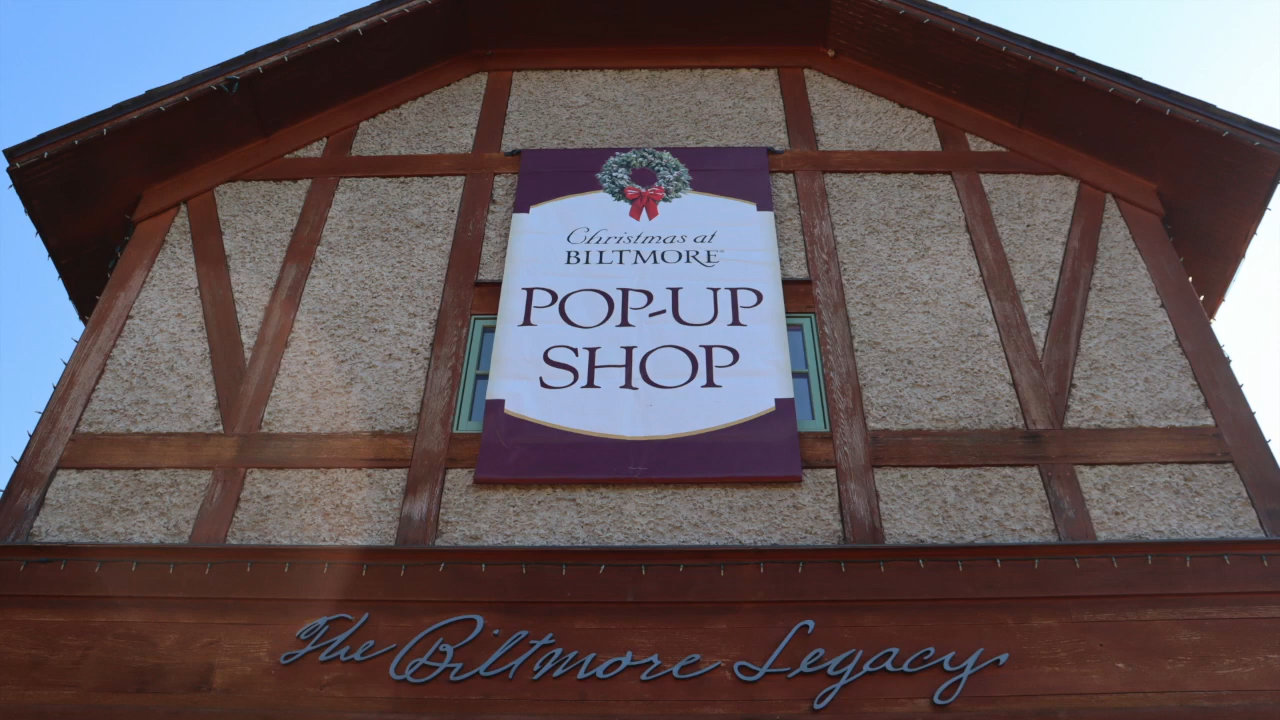 Christmas at
BILTMORE
POP-UP
SHOP
The Biltmore Legacy